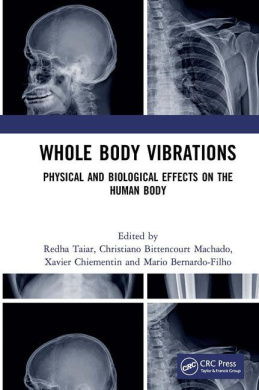 WHOLE BODY VIBRATIONS
PHYSICAL AND BIOLOGICAL EFFECTS ON THE
HUMAN BODY
Edited by
Redha Taiar, Christiano Bittencourt Machado,
Xavier Chiementin and Mario Bernardo-Filho
CRC Press
Taylor & Francis Group